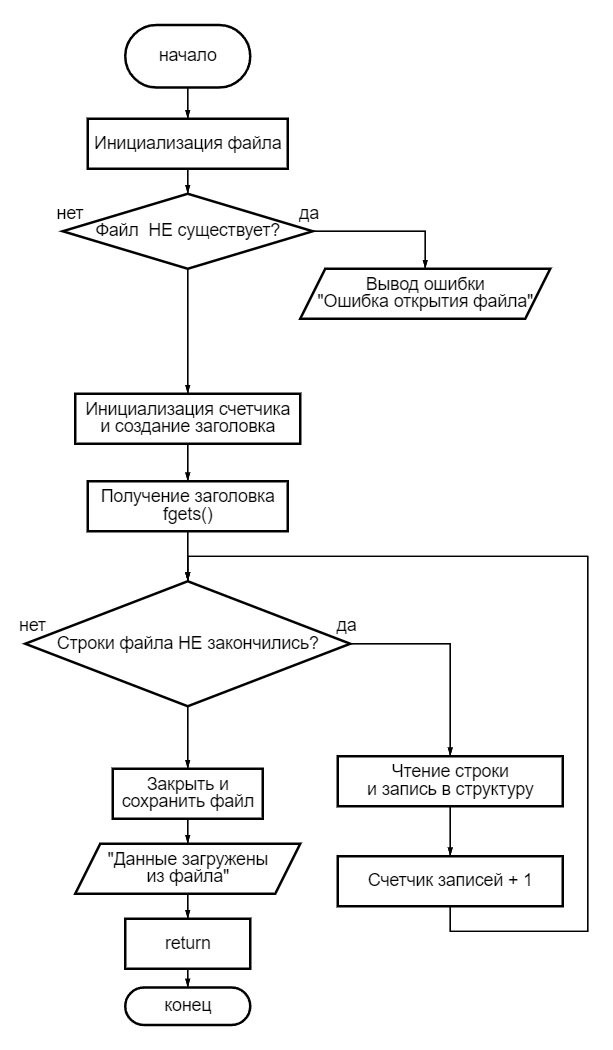 начало
Инициализация файла
нет
да
Файл  НЕ существует?
Вывод ошибки
"Ошибка открытия файла"
Инициализация счетчика
и создание заголовка
Получение заголовка
fgets()
нет
да
Строки файла НЕ закончились?
Чтение строки
и запись в структуру
Закрыть и
сохранить файл
"Данные загружены
из файла"
Счетчик записей + 1
return
конец